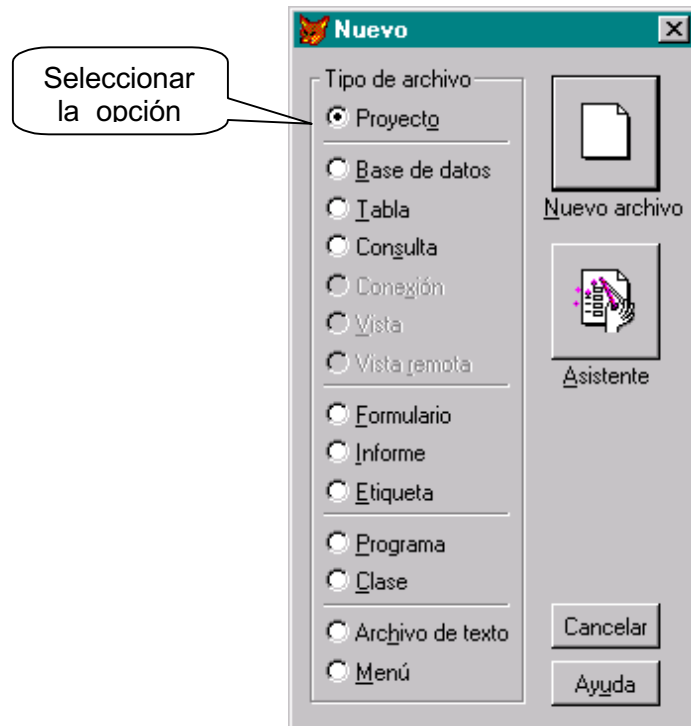 Nuevo
Seleccionar
la opción
Tipo de archivo
Proyecto
Base de datos
Tabla
Consulta
Conexión
Vista
Vista remota
Formulario
Informe
Etiqueta
Programa
Clase
Archivo de texto
Menú
Nuevo archivo
Asistente
Cancelar
Ayuda